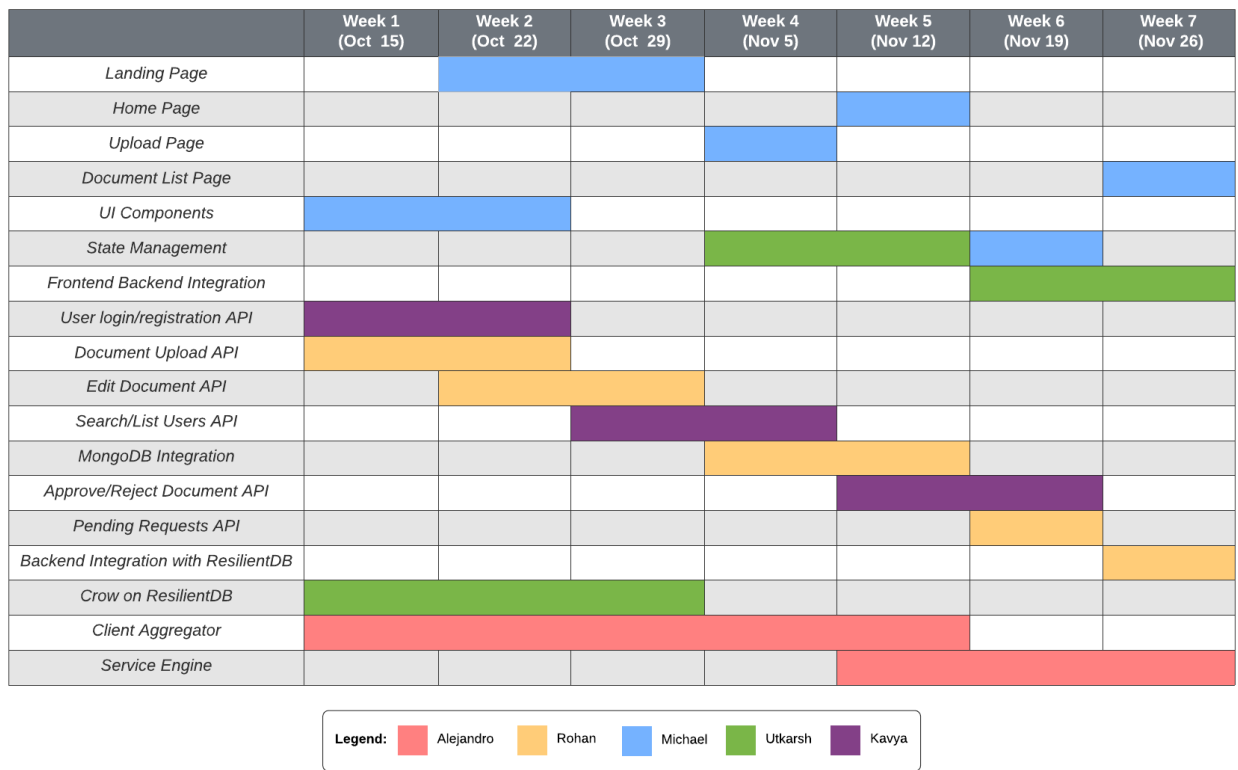 Week 1 Week 2 Week 3 Week 4 Week 5 Week 6 Week 7
(Oct 15) (Oct 22) (Oct 29) (Nov 5) (Nov 12) (Nov 19) (Nov 26)
Landing Page
Home Page
Upload Page
Document List Page
UI Components
State Management
Frontend Backend Integration
User login/registration API
Document Upload API
Edit Document API
Search/List Users API
MongoDB Integration
Approve/Reject Document API
Pending Requests API
Backend Integration with ResilientDB
Crow on ResilientDB
Client Aggregator
Service Engine
Legend: Alejandro Rohan Michael Utkarsh Kavya